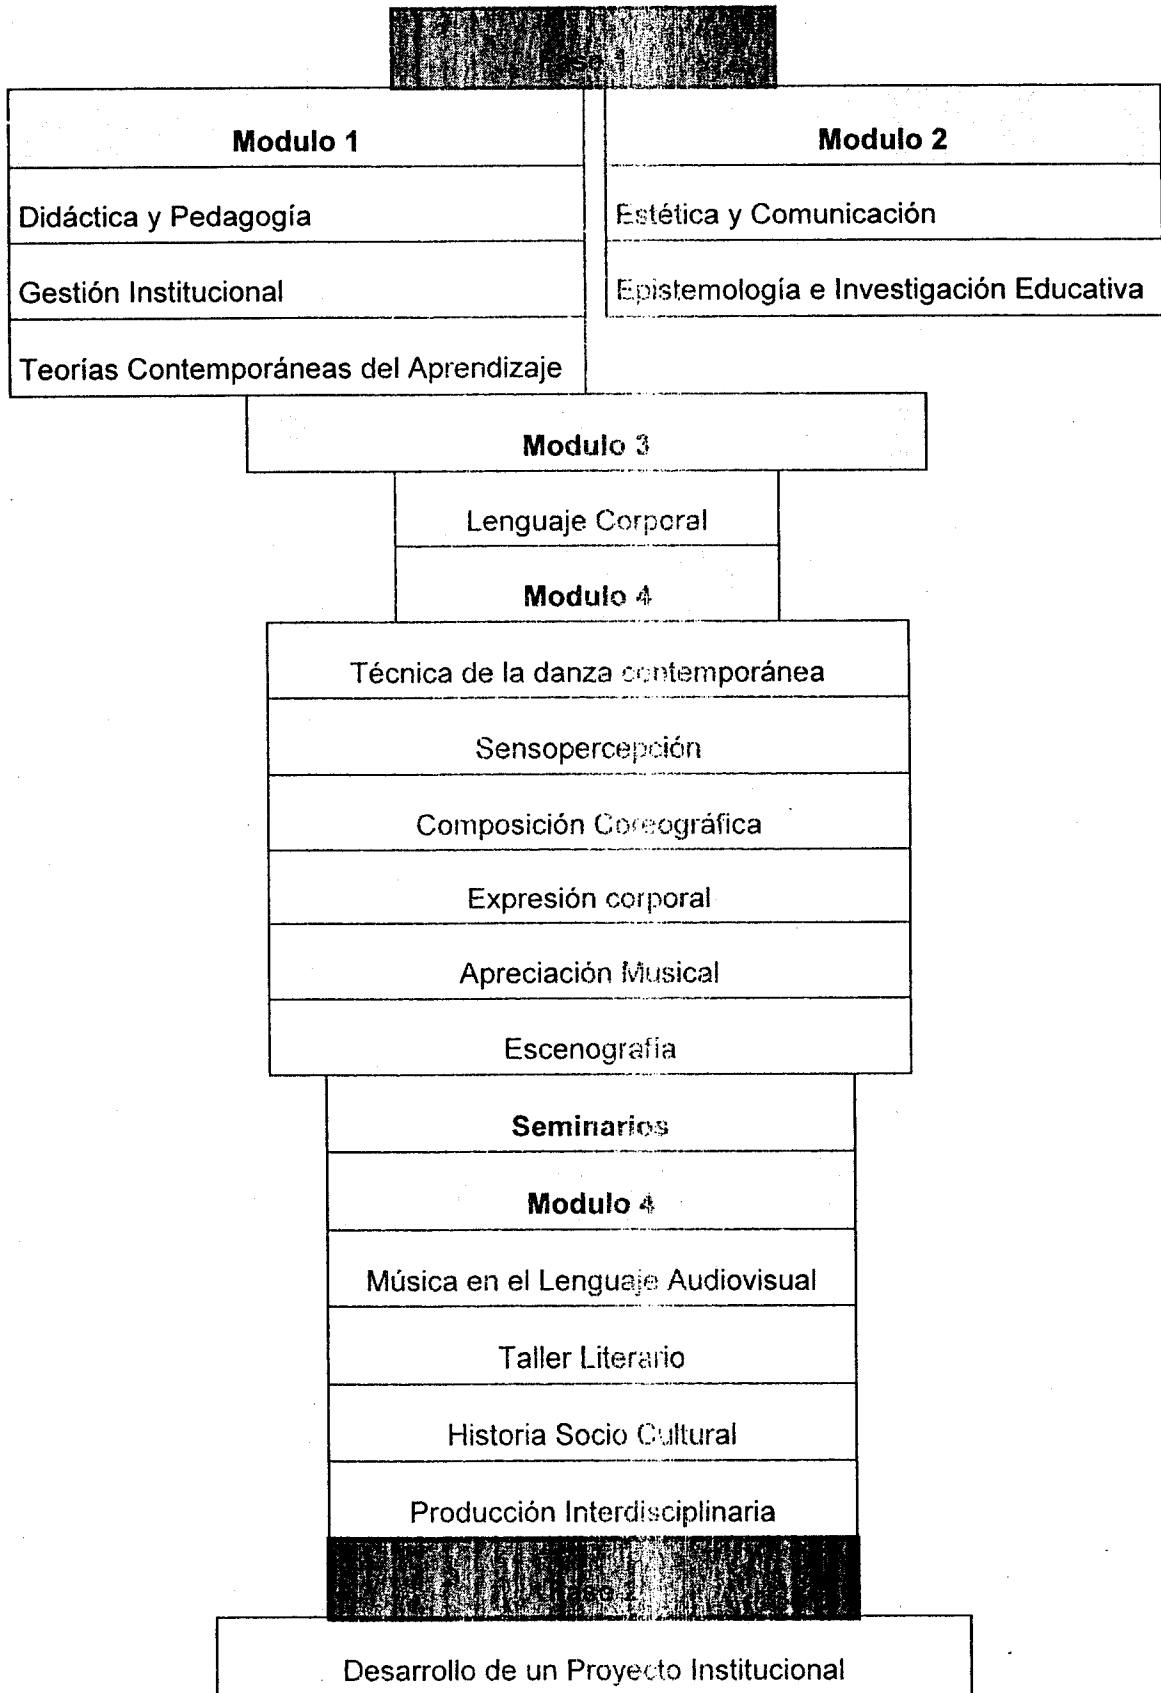 Modulo 1
Didáctica y Pedagogía
Gestión Institucional
Teorías Contemporáneas del Aprendizaje
Modulo 2
Estética y Comunicación
Epistemología e Investigación Educativa
Modulo 3
Lenguaje Corporal
Modulo 4
Técnica de la danza contemporánea
Sensopercepción
Composición Coreográfica
Expresión corporal
Apreciación Musical
Escenografía
Seminarios
Modulo 4
Música en el Lenguaje Audiovisual
Taller Literario
Historia Socio Cultural
Producción Interdisciplinaria
Desarrollo de un Proyecto Institucional